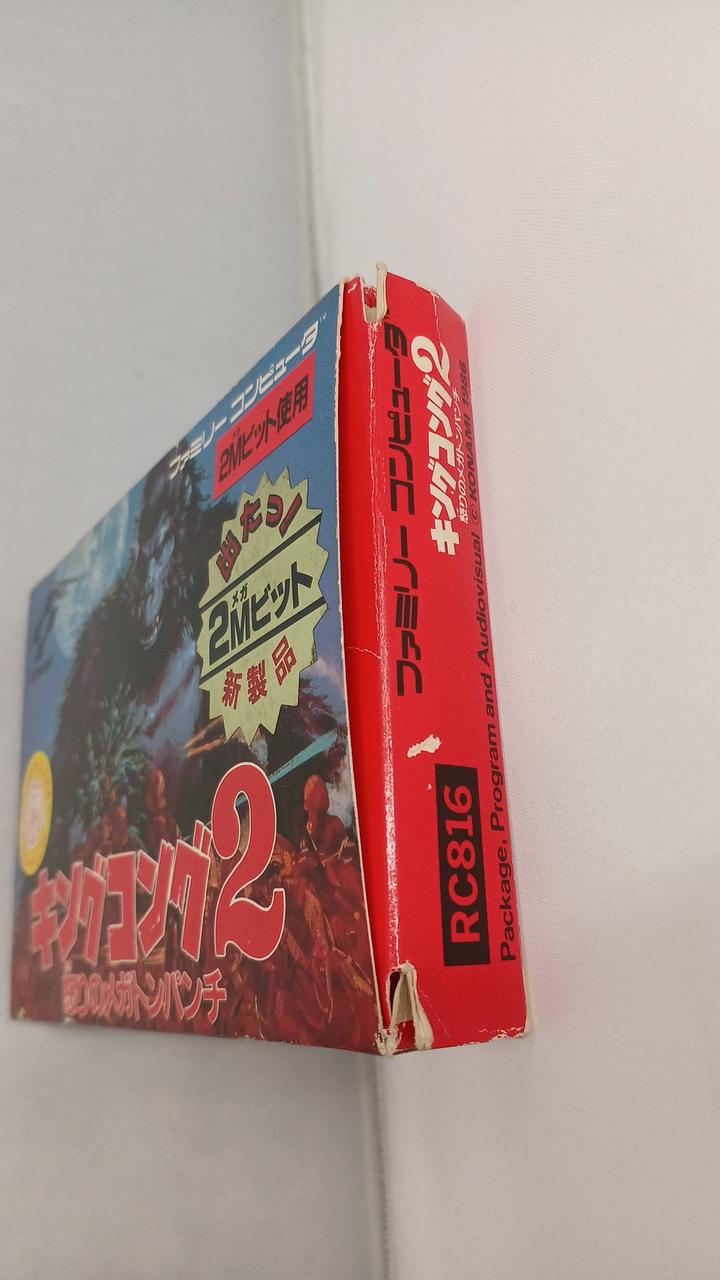 ファミリー コンピュータ™
2Mビット使用
出たっ!
メガ
2Mビット
新製品
キングコング2
怒りのメガトンパンチ
ファミリー コンピュータ
キングコング2
怒りのメガトンパンチ
RC816
Package, Program and Audiovisual © KONAMI 1986